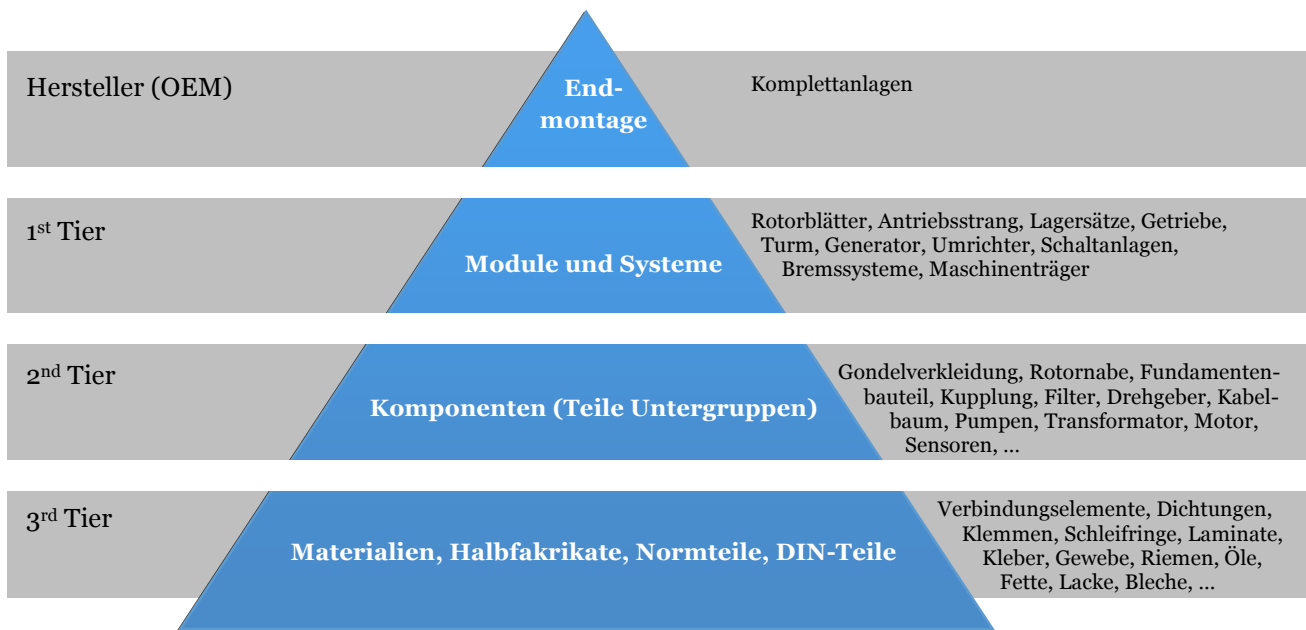 Hersteller (OEM)
End-
montage
Komplettanlagen
1st Tier
Module und Systeme
Rotorblätter, Antriebsstrang, Lagersätze, Getriebe,
Turm, Generator, Umrichter, Schaltanlagen,
Bremssysteme, Maschinenträger
2nd Tier
Komponenten (Teile Untergruppen)
Gondelverkleidung, Rotornabe, Fundamenten-
bauteil, Kupplung, Filter, Drehgeber, Kabel-
baum, Pumpen, Transformator, Motor,
Sensoren, ...
3rd Tier
Materialien, Halbfakrikate, Normteile, DIN-Teile
Verbindungselemente, Dichtungen,
Klemmen, Schleifringe, Laminate,
Kleber, Gewebe, Riemen, Öle,
Fette, Lacke, Bleche, ...